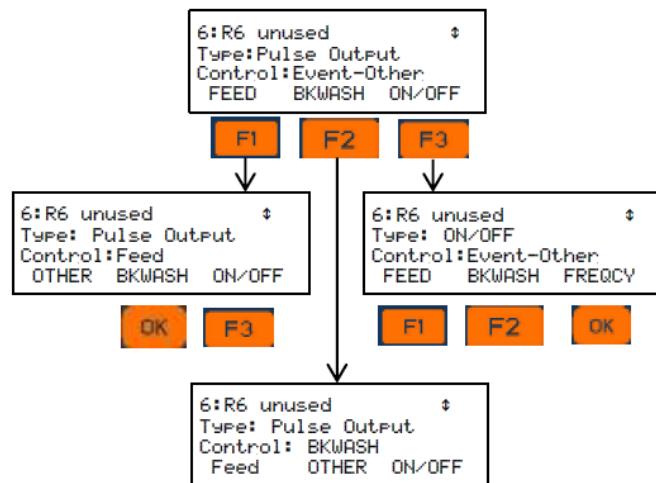 6:R6 unused ↕
Type:Pulse Output
Control:Event-Other
FEED BKWASH ON/OFF
F1 F2 F3
6:R6 unused ↕
Type: Pulse Output
Control:Feed
OTHER BKWASH ON/OFF
OK F3
6:R6 unused ↕
Type: ON/OFF
Control:Event-Other
FEED BKWASH FREQCY
F1 F2 OK
6:R6 unused ↕
Type: Pulse Output
Control: BKWASH
Feed OTHER ON/OFF